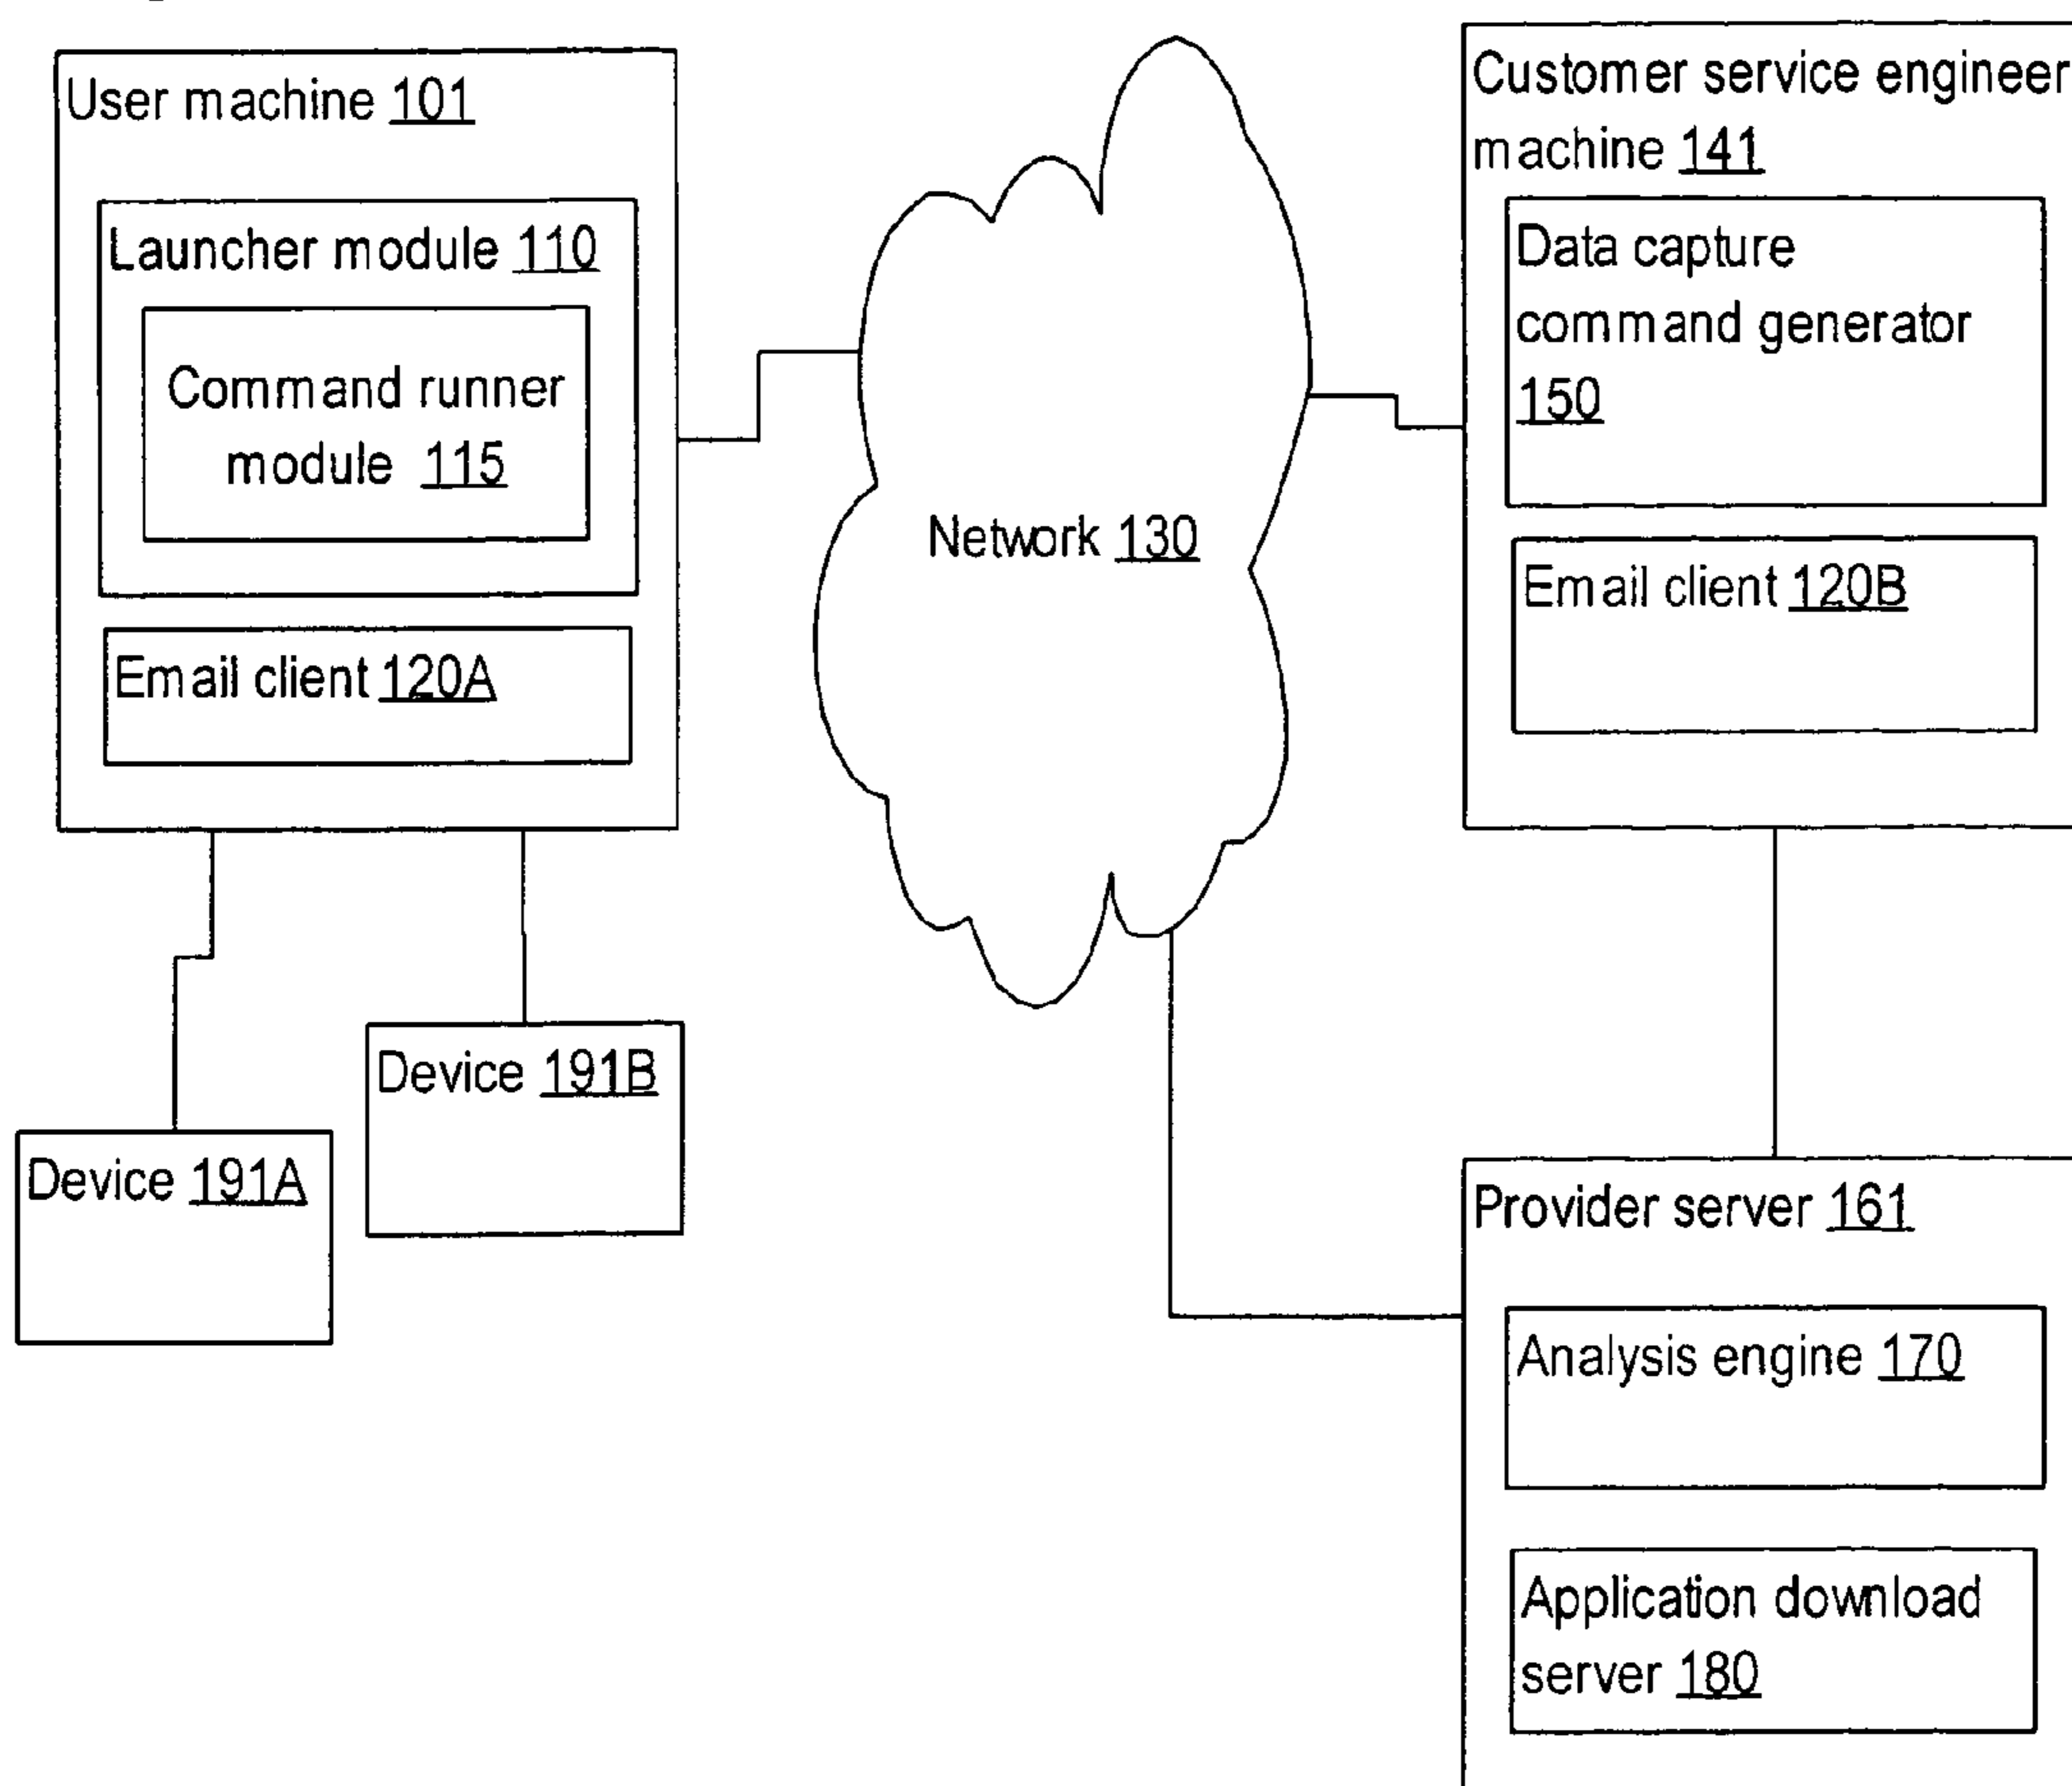 User machine 101
Launcher module 110
Command runner
module 115
Email client 120A
Network 130
Customer service engineer
machine 141
Data capture
command generator
150
Email client 120B
Device 191B
Device 191A
Provider server 161
Analysis engine 170
Application download
server 180